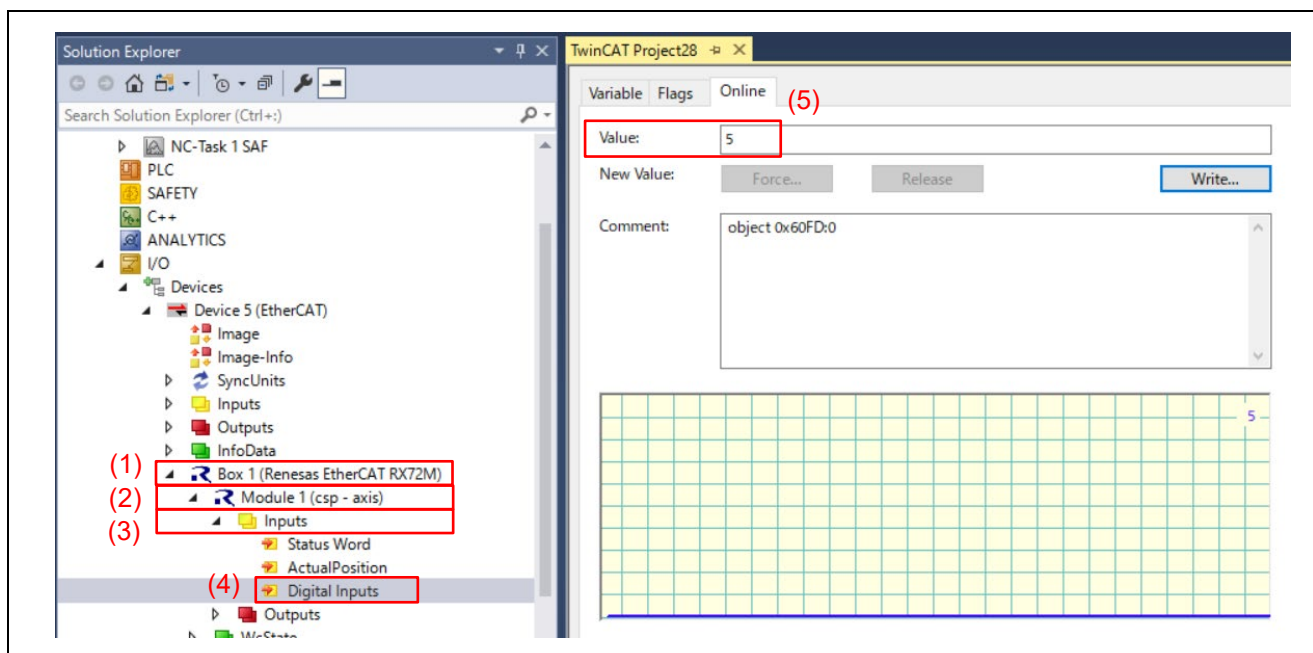 Solution Explorer
Search Solution Explorer (Ctrl+:)
NC-Task 1 SAF
PLC
SAFETY
C++
ANALYTICS
I/O
Devices
Device 5 (EtherCAT)
Image
Image-Info
SyncUnits
Inputs
Outputs
InfoData
(1) Box 1 (Renesas EtherCAT RX72M)
(2) Module 1 (csp - axis)
(3) Inputs
Status Word
ActualPosition
(4) Digital Inputs
Outputs
WcState
TwinCAT Project28
Variable Flags Online (5)
Value: 5
New Value: Force... Release Write...
Comment: object 0x60FD:0
5